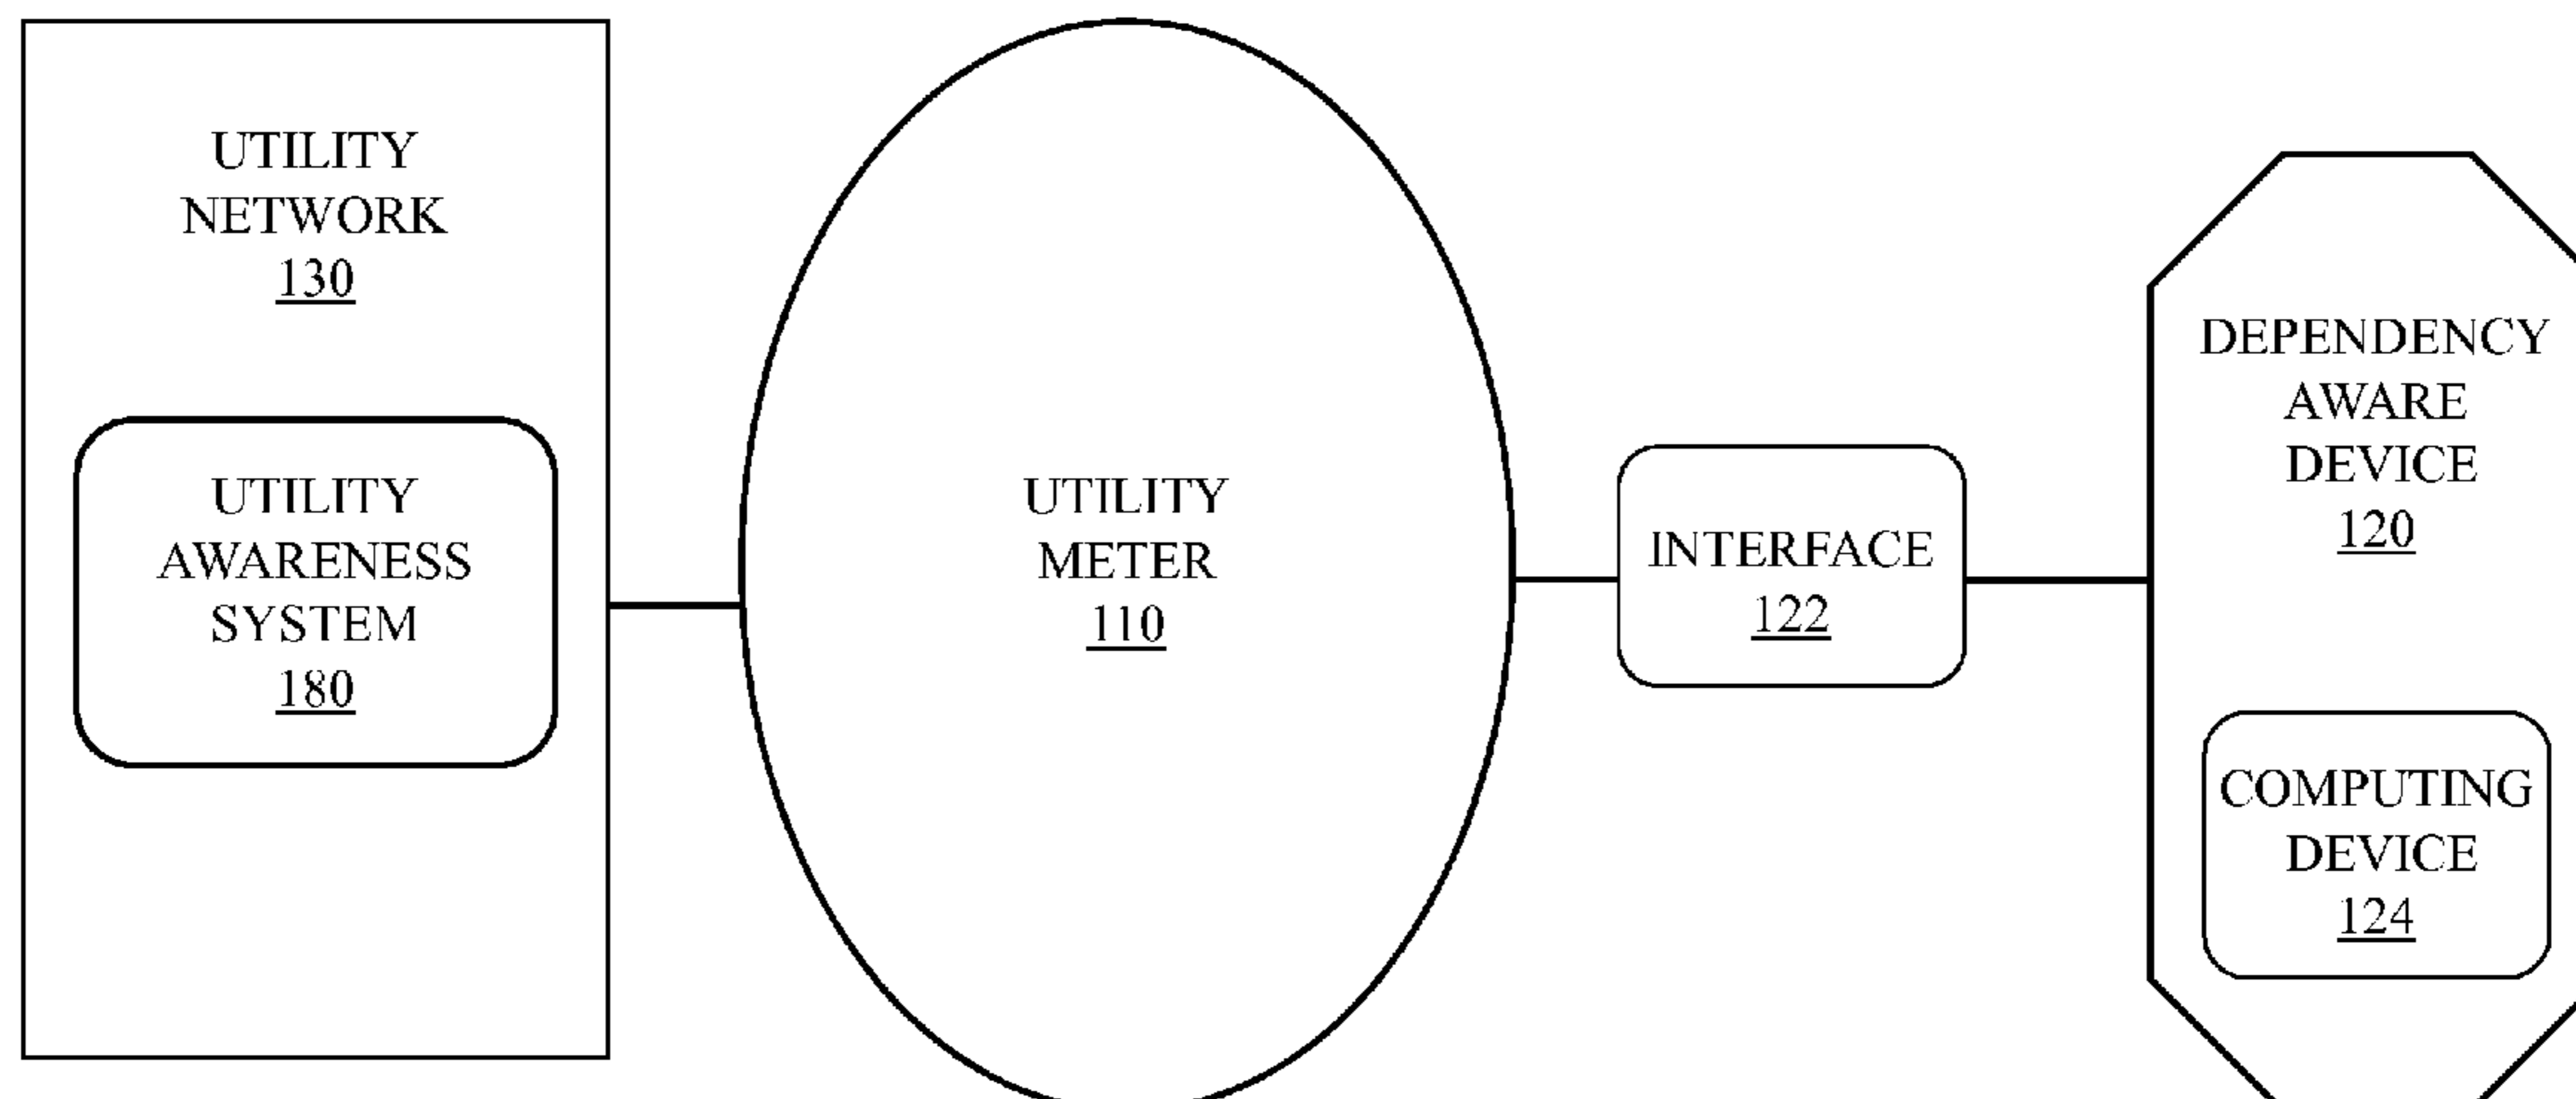 UTILITY
NETWORK
130
UTILITY
AWARENESS
SYSTEM
180
UTILITY
METER
110
INTERFACE
122
DEPENDENCY
AWARE
DEVICE
120
COMPUTING
DEVICE
124